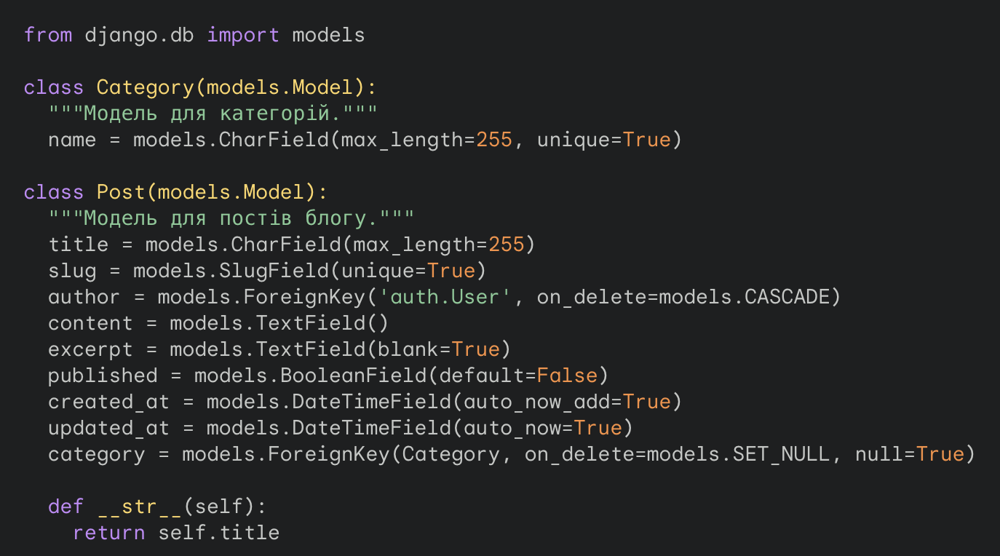 from django.db import models

class Category(models.Model):
  """Модель для категорій."""
  name = models.CharField(max_length=255, unique=True)

class Post(models.Model):
  """Модель для постів блогу."""
  title = models.CharField(max_length=255)
  slug = models.SlugField(unique=True)
  author = models.ForeignKey('auth.User', on_delete=models.CASCADE)
  content = models.TextField()
  excerpt = models.TextField(blank=True)
  published = models.BooleanField(default=False)
  created_at = models.DateTimeField(auto_now_add=True)
  updated_at = models.DateTimeField(auto_now=True)
  category = models.ForeignKey(Category, on_delete=models.SET_NULL, null=True)

  def __str__(self):
    return self.title